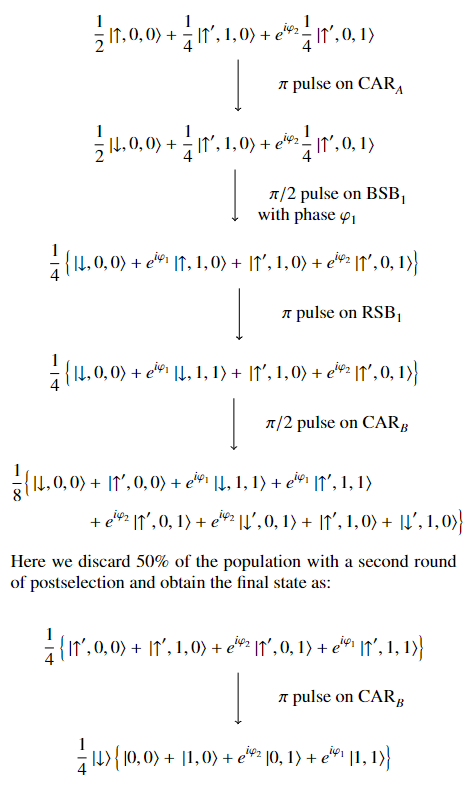 1/2 |↑, 0, 0⟩ + 1/4 |↑′, 1, 0⟩ + e^{iφ₂} 1/4 |↑′, 0, 1⟩
π pulse on CAR_A
1/2 |↓, 0, 0⟩ + 1/4 |↑′, 1, 0⟩ + e^{iφ₂} 1/4 |↑′, 0, 1⟩
π/2 pulse on BSB₁
with phase φ₁
1/4 { |↓, 0, 0⟩ + e^{iφ₁} |↑, 1, 0⟩ + |↑′, 1, 0⟩ + e^{iφ₂} |↑′, 0, 1⟩}
π pulse on RSB₁
1/4 { |↓, 0, 0⟩ + e^{iφ₁} |↓, 1, 1⟩ + |↑′, 1, 0⟩ + e^{iφ₂} |↑′, 0, 1⟩}
π/2 pulse on CAR_B
1/8 { |↓, 0, 0⟩ + |↑′, 0, 0⟩ + e^{iφ₁} |↓, 1, 1⟩ + e^{iφ₁} |↑′, 1, 1⟩
+ e^{iφ₂} |↑′, 0, 1⟩ + e^{iφ₂} |↓′, 0, 1⟩ + |↑′, 1, 0⟩ + |↓′, 1, 0⟩}
Here we discard 50% of the population with a second round
of postselection and obtain the final state as:
1/4 { |↑′, 0, 0⟩ + |↑′, 1, 0⟩ + e^{iφ₂} |↑′, 0, 1⟩ + e^{iφ₁} |↑′, 1, 1⟩}
π pulse on CAR_B
1/4 |↓⟩ { |0, 0⟩ + |1, 0⟩ + e^{iφ₂} |0, 1⟩ + e^{iφ₁} |1, 1⟩}